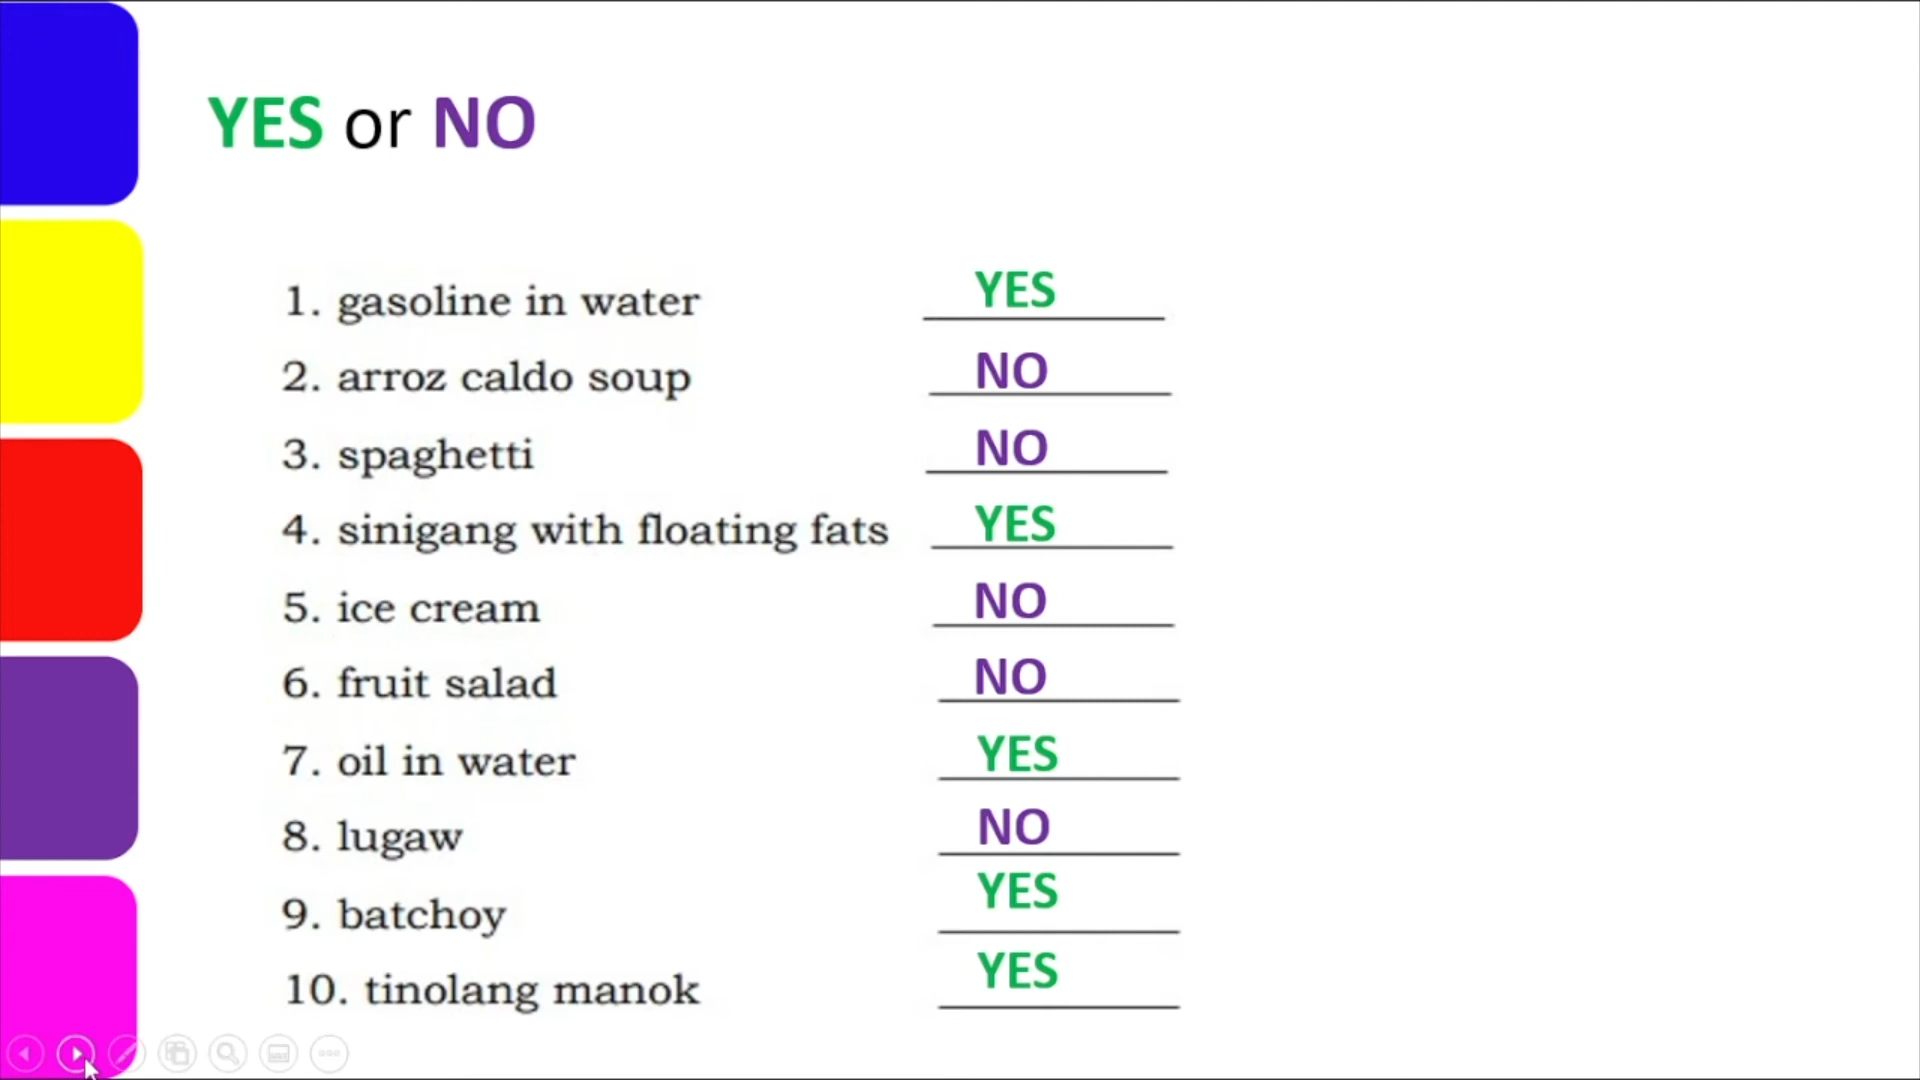 YES or NO
1. gasoline in water YES
2. arroz caldo soup NO
3. spaghetti NO
4. sinigang with floating fats YES
5. ice cream NO
6. fruit salad NO
7. oil in water YES
8. lugaw NO
9. batchoy YES
10. tinolang manok YES